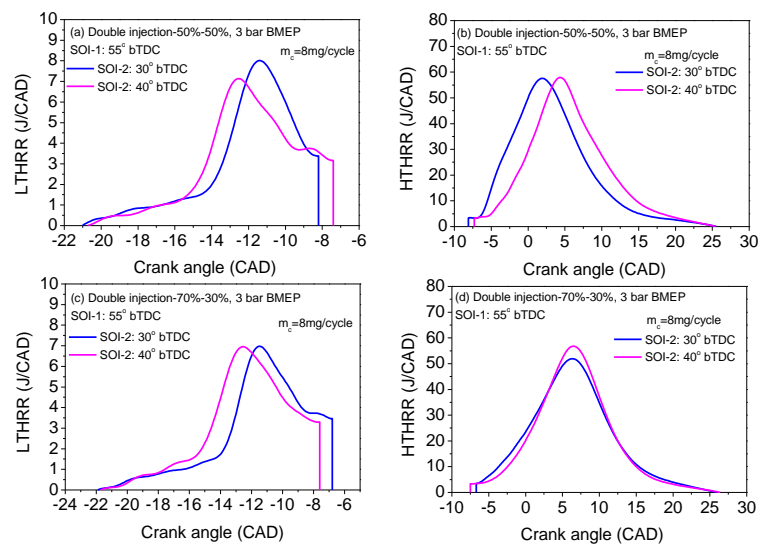 (a) Double injection-50%-50%, 3 bar BMEP
SOI-1: 55° bTDC
m_c=8mg/cycle
SOI-2: 30° bTDC
SOI-2: 40° bTDC
LTHRR (J/CAD)
10
9
8
7
6
5
4
3
2
1
0
-22 -20 -18 -16 -14 -12 -10 -8 -6
Crank angle (CAD)
(b) Double injection-50%-50%, 3 bar BMEP
SOI-1: 55° bTDC
m_c=8mg/cycle
SOI-2: 30° bTDC
SOI-2: 40° bTDC
HTHRR (J/CAD)
80
70
60
50
40
30
20
10
0
-10 -5 0 5 10 15 20 25 30
Crank angle (CAD)
(c) Double injection-70%-30%, 3 bar BMEP
SOI-1: 55° bTDC
m_c=8mg/cycle
SOI-2: 30° bTDC
SOI-2: 40° bTDC
LTHRR (J/CAD)
10
9
8
7
6
5
4
3
2
1
0
-24 -22 -20 -18 -16 -14 -12 -10 -8 -6
Crank angle (CAD)
(d) Double injection-70%-30%, 3 bar BMEP
SOI-1: 55° bTDC
m_c=8mg/cycle
SOI-2: 30° bTDC
SOI-2: 40° bTDC
HTHRR (J/CAD)
80
70
60
50
40
30
20
10
0
-10 -5 0 5 10 15 20 25 30
Crank angle (CAD)